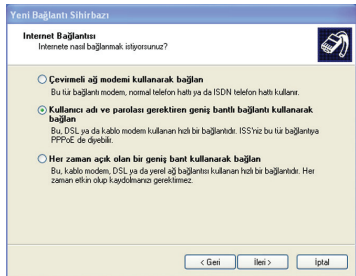 Yeni Bağlantı Sihirbazı
Internet Bağlantısı
Internete nasıl bağlanmak istiyorsunuz?
Çevirmeli ağ modemi kullanarak bağlan
Bu tür bağlantı modem, normal telefon hattı ya da ISDN telefon hattı kullanır.
Kullanıcı adı ve parolası gerektiren geniş bantlı bağlantı kullanarak
bağlan
Bu, DSL ya da kablo modem kullanan hızlı bir bağlantıdır. ISS'niz bu tür bağlantıya
PPPoE de diyebilir.
Her zaman açık olan bir geniş bant kullanarak bağlan
Bu, kablo modem, DSL ya da yerel ağ bağlantısı kullanan hızlı bir bağlantıdır. Her
zaman etkin olup kaydolmanızı gerektirmez.
< Geri İleri > İptal